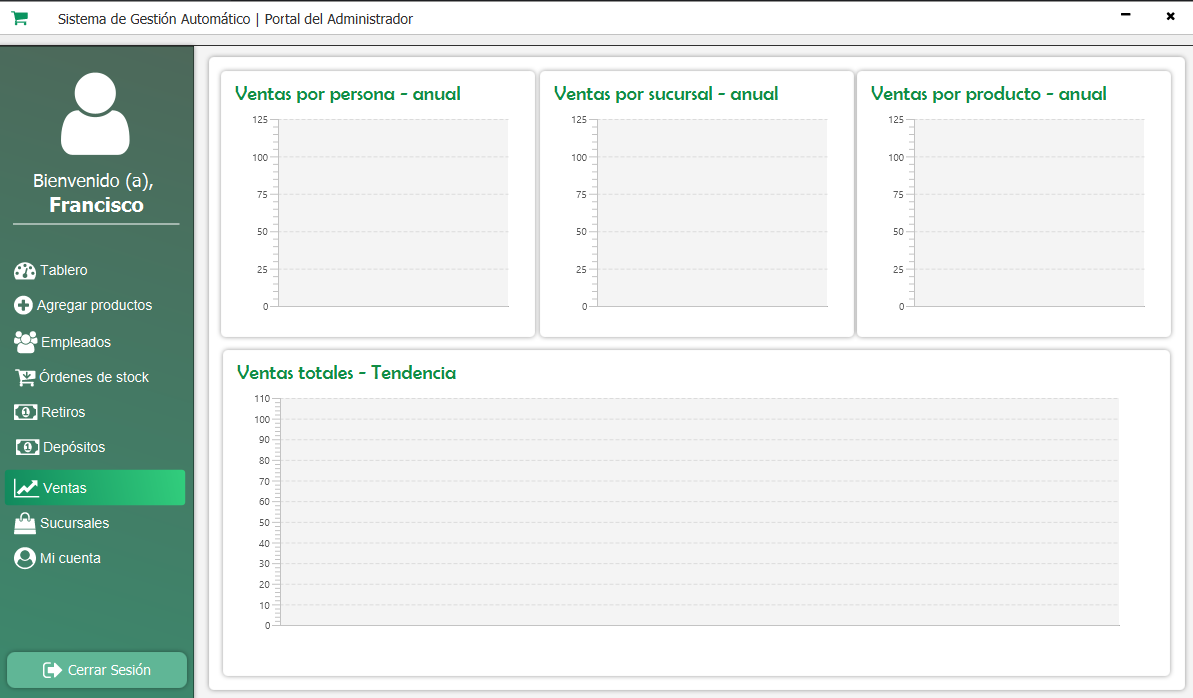 Sistema de Gestión Automático | Portal del Administrador
Bienvenido (a),
Francisco
Tablero
Agregar productos
Empleados
Órdenes de stock
Retiros
Depósitos
Ventas
Sucursales
Mi cuenta
Cerrar Sesión
Ventas por persona - anual
125
100
75
50
25
0
Ventas por sucursal - anual
125
100
75
50
25
0
Ventas por producto - anual
125
100
75
50
25
0
Ventas totales - Tendencia
110
100
90
80
70
60
50
40
30
20
10
0